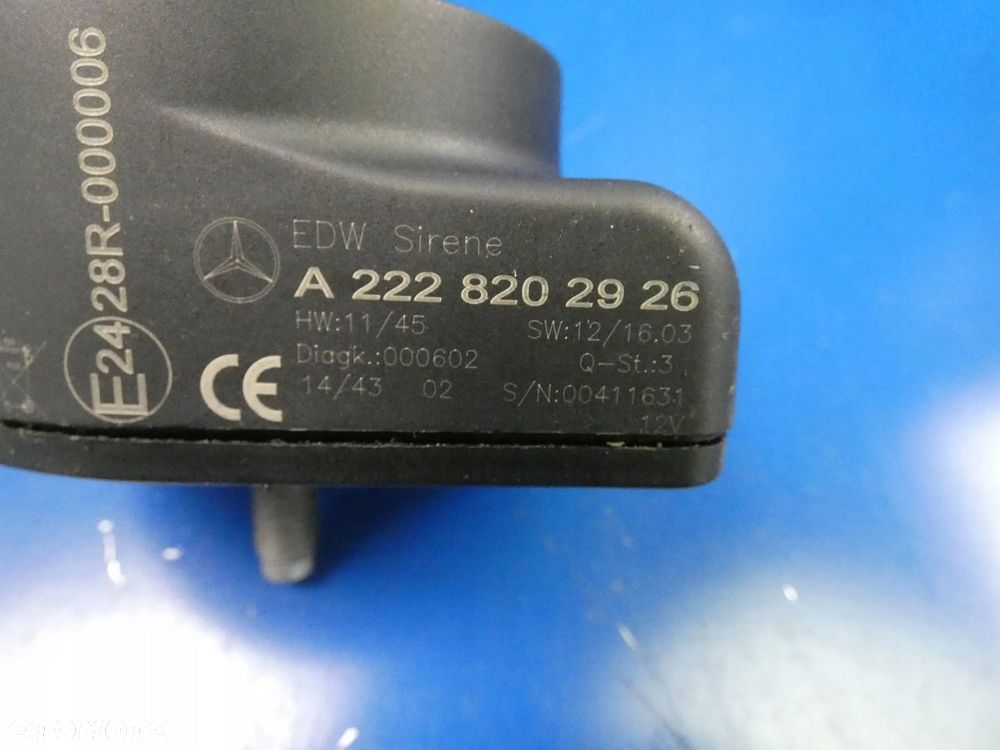 28R-000006
E24
EDW Sirene
A 222 820 29 26
HW:11/45 SW:12/16.03
Diagk.:000602 Q-St.:3
14/43 02 S/N:00411631
12V
CE
OTOMOTO